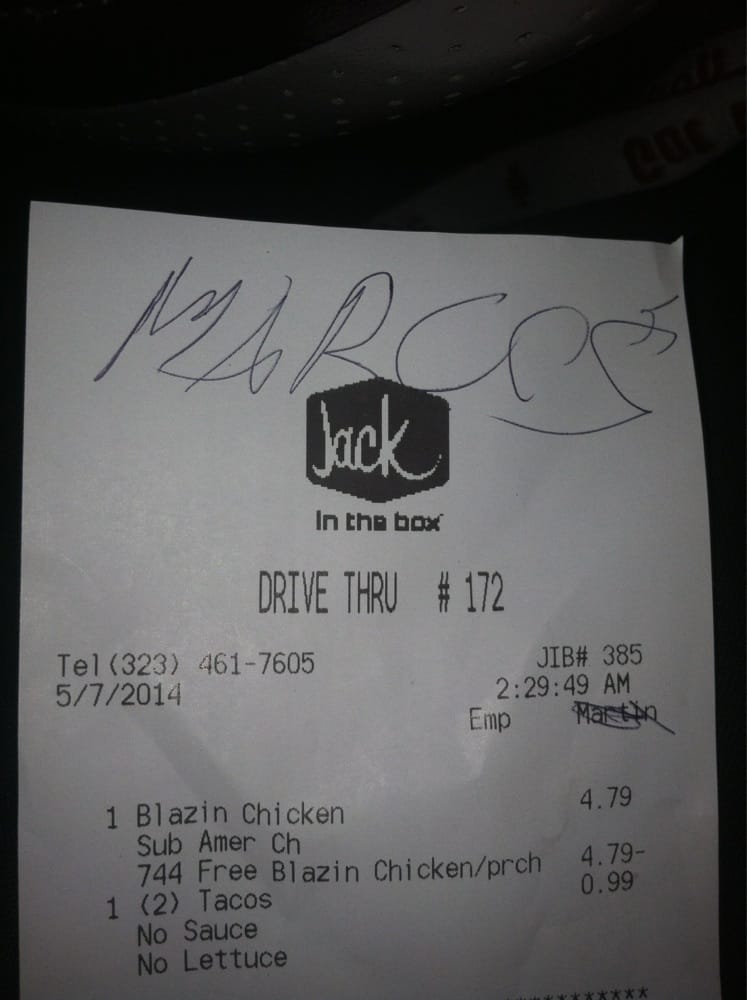 MARCOS
Jack
in the box
DRIVE THRU # 172
Tel(323) 461-7605 JIB# 385
5/7/2014 2:29:49 AM
Emp Martin
1 Blazin Chicken 4.79
Sub Amer Ch
744 Free Blazin Chicken/prch 4.79-
1 (2) Tacos 0.99
No Sauce
No Lettuce